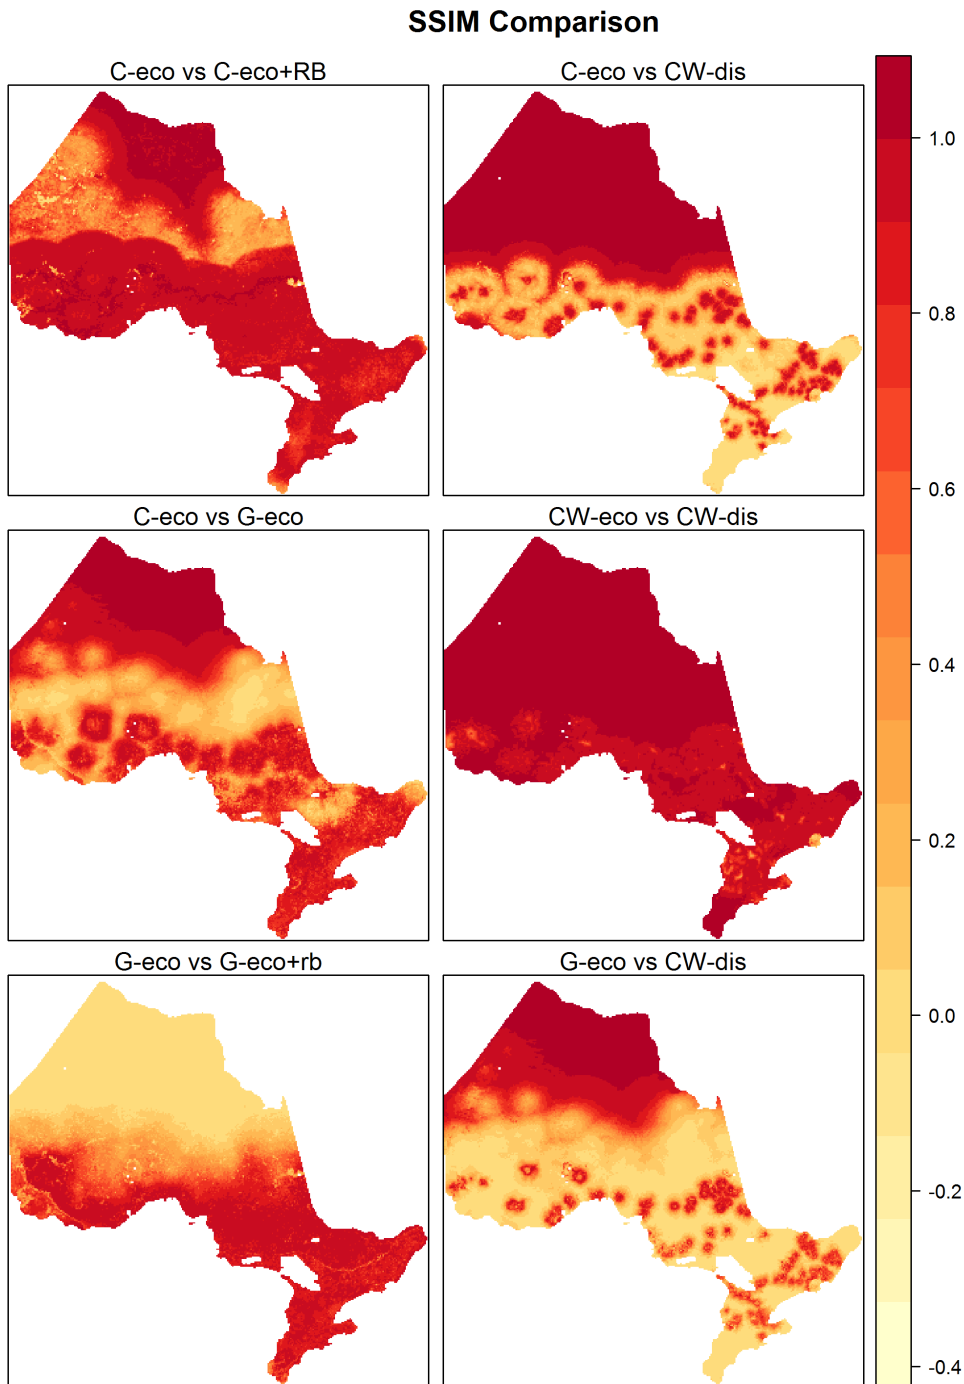 SSIM Comparison
C-eco vs C-eco+RB
C-eco vs CW-dis
C-eco vs G-eco
CW-eco vs CW-dis
G-eco vs G-eco+rb
G-eco vs CW-dis
1.0
0.8
0.6
0.4
0.2
0.0
-0.2
-0.4